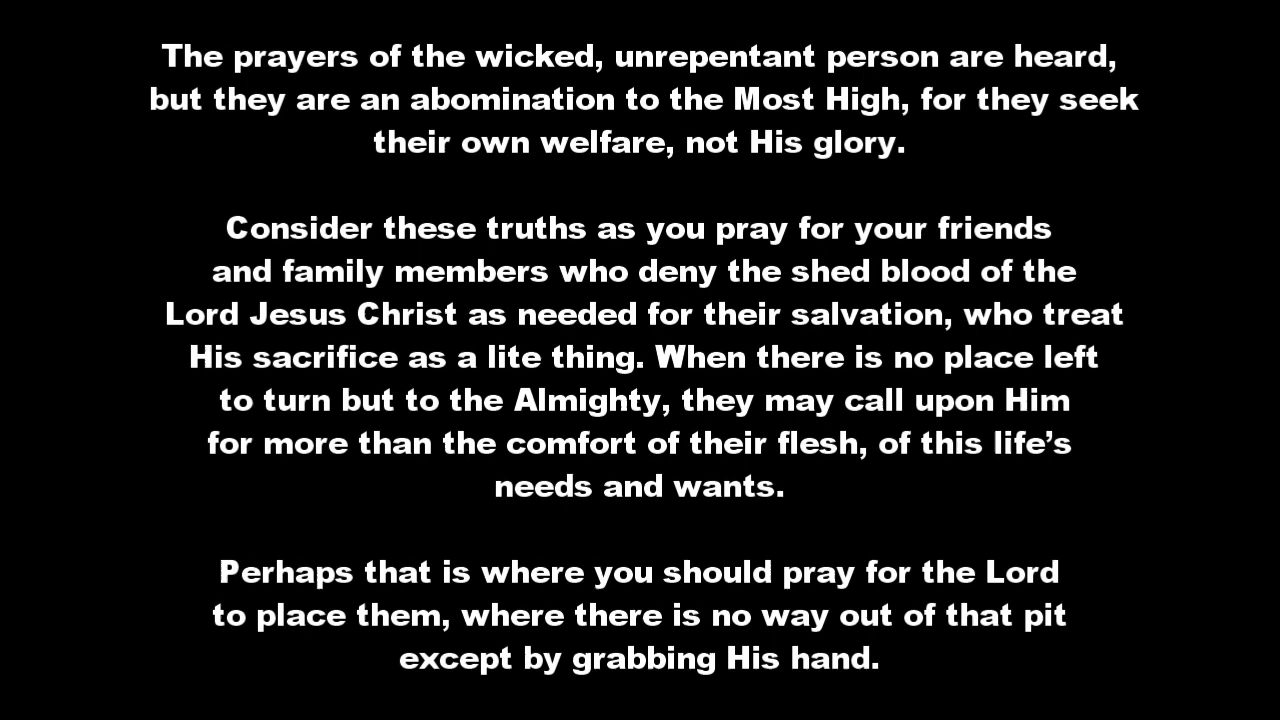 The prayers of the wicked, unrepentant person are heard,
but they are an abomination to the Most High, for they seek
their own welfare, not His glory.
Consider these truths as you pray for your friends
and family members who deny the shed blood of the
Lord Jesus Christ as needed for their salvation, who treat
His sacrifice as a lite thing. When there is no place left
to turn but to the Almighty, they may call upon Him
for more than the comfort of their flesh, of this life’s
needs and wants.
Perhaps that is where you should pray for the Lord
to place them, where there is no way out of that pit
except by grabbing His hand.